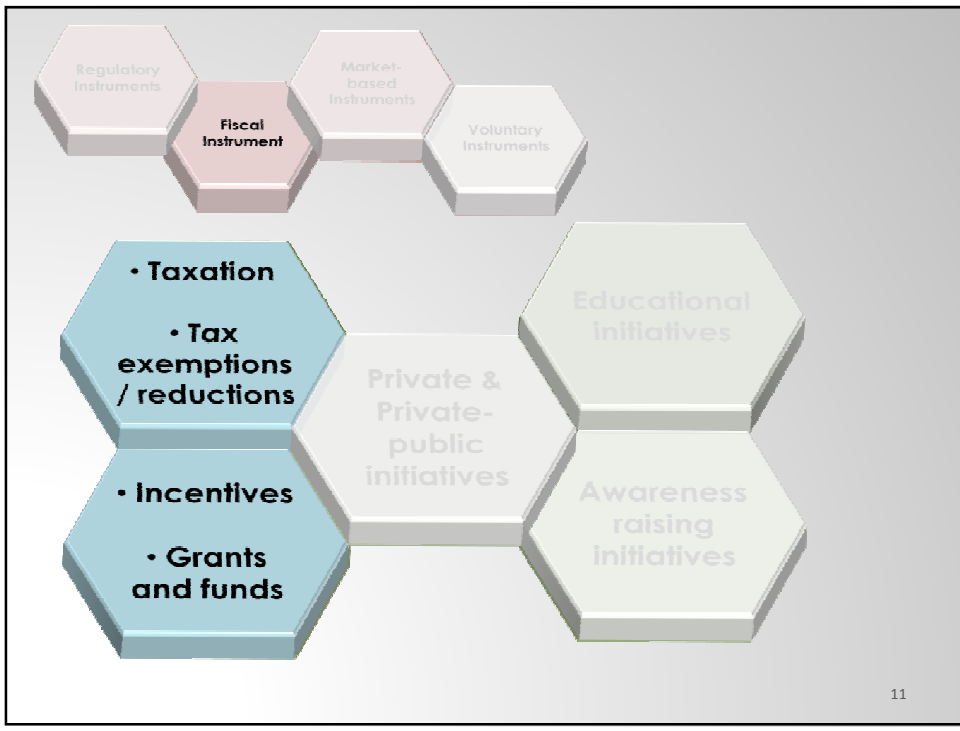 Regulatory
Instruments
Fiscal
Instrument
Market-
based
Instruments
Voluntary
Instruments
• Taxation
• Tax
exemptions
/ reductions
• Incentives
• Grants
and funds
Private &
Private-
public
initiatives
Educational
initiatives
Awareness
raising
initiatives
11